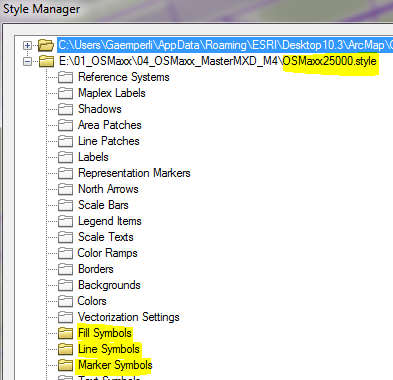 Style Manager
C:\Users\Gaemperli\AppData\Roaming\ESRI\Desktop10.3\ArcMap\
E:\01_OSMaxx\04_OSMaxx_MasterMXD_M4\OSMaxx25000.style
Reference Systems
Maplex Labels
Shadows
Area Patches
Line Patches
Labels
Representation Markers
North Arrows
Scale Bars
Legend Items
Scale Texts
Color Ramps
Borders
Backgrounds
Colors
Vectorization Settings
Fill Symbols
Line Symbols
Marker Symbols
Text Symbols